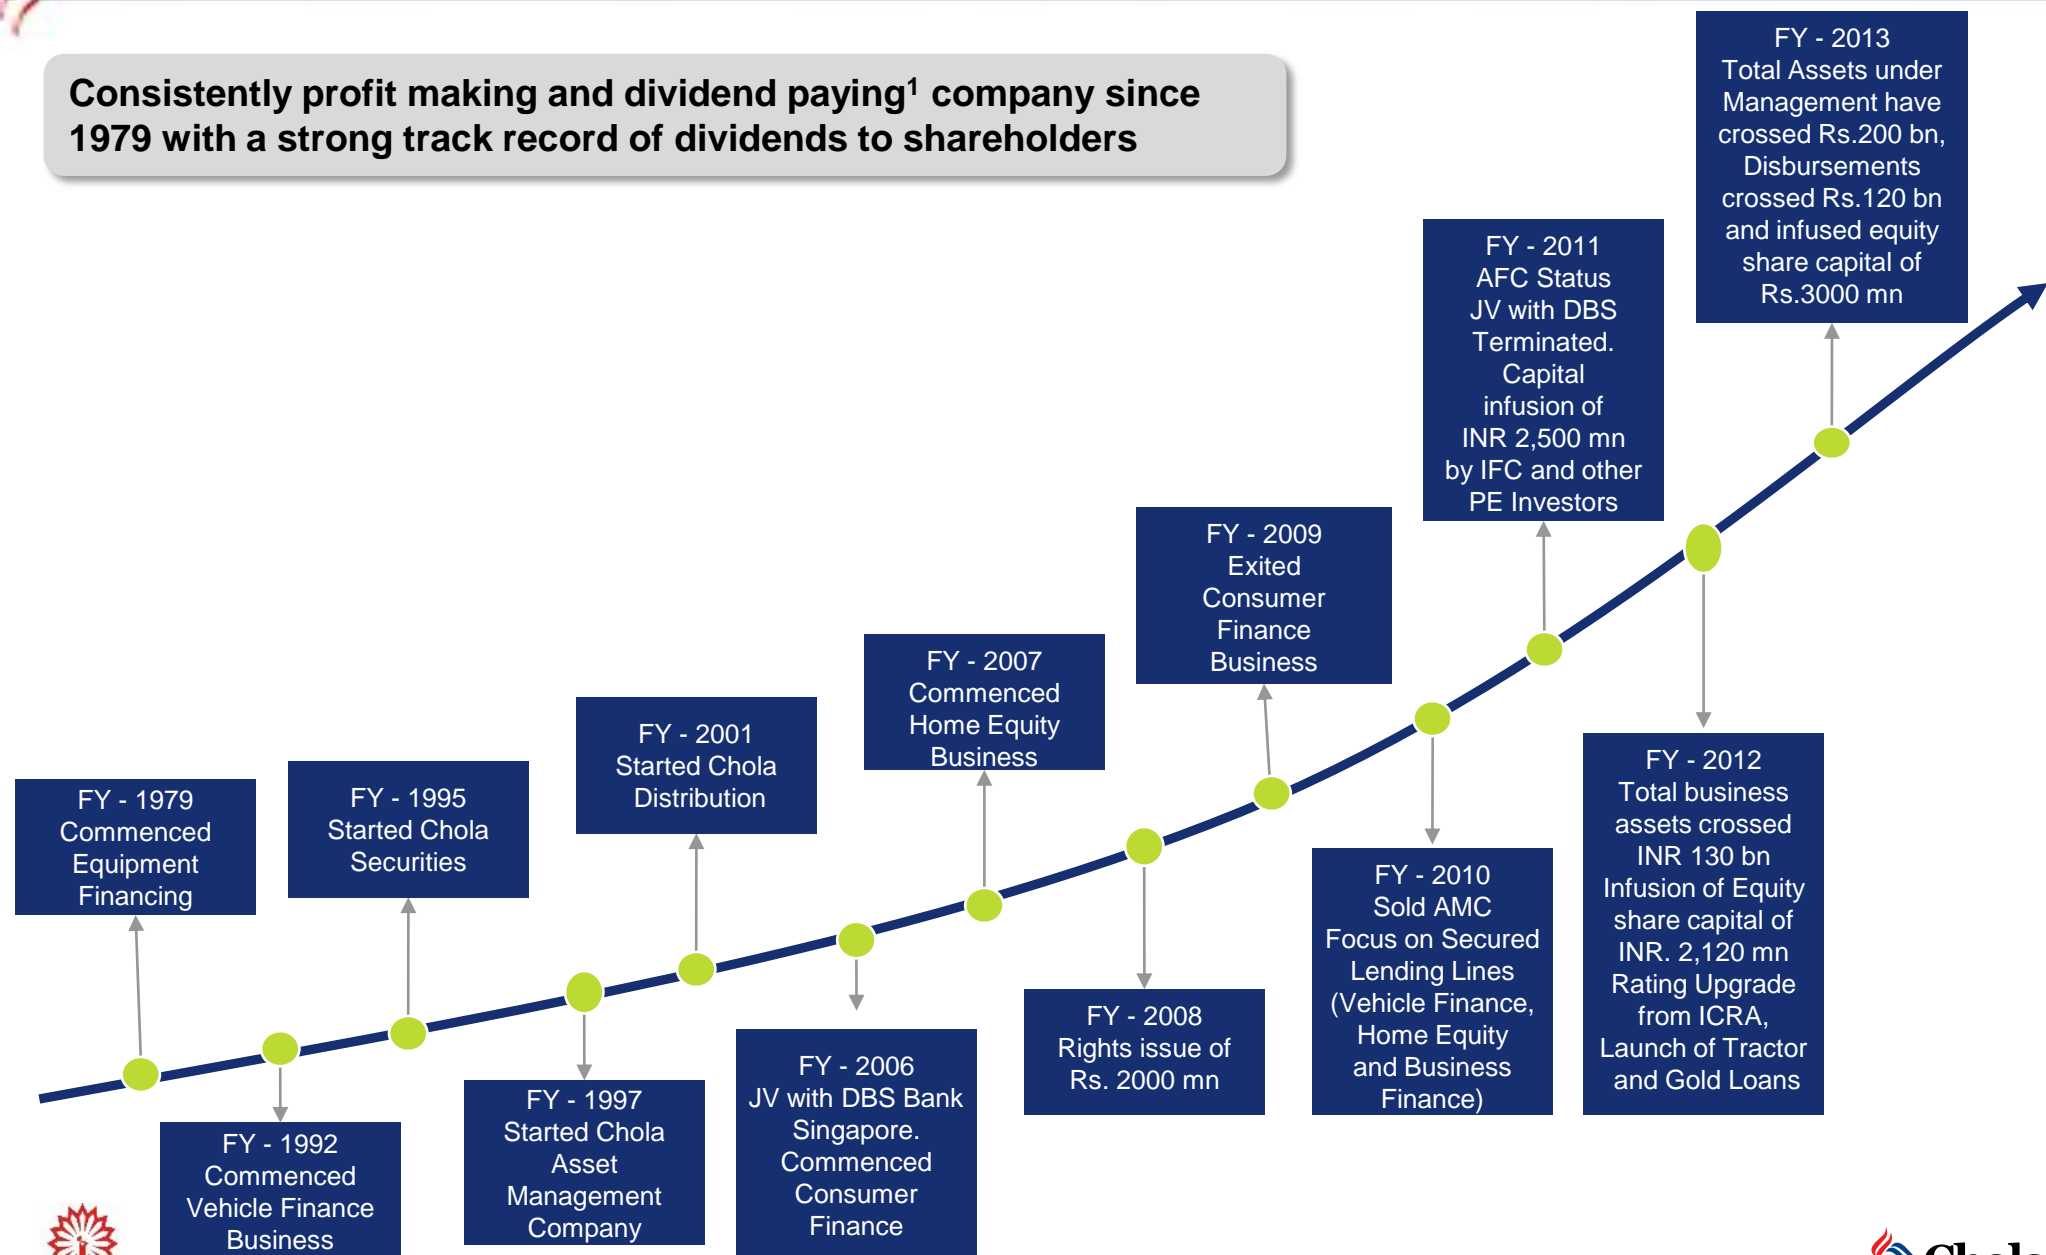 Consistently profit making and dividend paying¹ company since
1979 with a strong track record of dividends to shareholders
FY - 1979
Commenced
Equipment
Financing
FY - 1992
Commenced
Vehicle Finance
Business
FY - 1995
Started Chola
Securities
FY - 1997
Started Chola
Asset
Management
Company
FY - 2001
Started Chola
Distribution
FY - 2006
JV with DBS Bank
Singapore.
Commenced
Consumer
Finance
FY - 2007
Commenced
Home Equity
Business
FY - 2008
Rights issue of
Rs. 2000 mn
FY - 2009
Exited
Consumer
Finance
Business
FY - 2010
Sold AMC
Focus on Secured
Lending Lines
(Vehicle Finance,
Home Equity
and Business
Finance)
FY - 2011
AFC Status
JV with DBS
Terminated.
Capital
infusion of
INR 2,500 mn
by IFC and other
PE Investors
FY - 2012
Total business
assets crossed
INR 130 bn
Infusion of Equity
share capital of
INR. 2,120 mn
Rating Upgrade
from ICRA,
Launch of Tractor
and Gold Loans
FY - 2013
Total Assets under
Management have
crossed Rs.200 bn,
Disbursements
crossed Rs.120 bn
and infused equity
share capital of
Rs.3000 mn
Chola